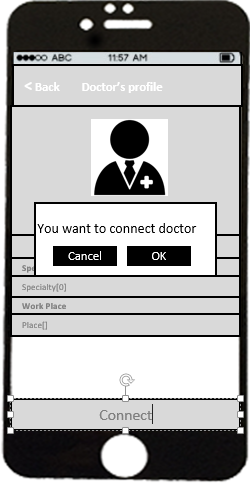 ABC 11:57 AM
< Back Doctor's profile
You want to connect doctor
Cancel OK
Spe
Specialty[0]
Work Place
Place[]
Connect